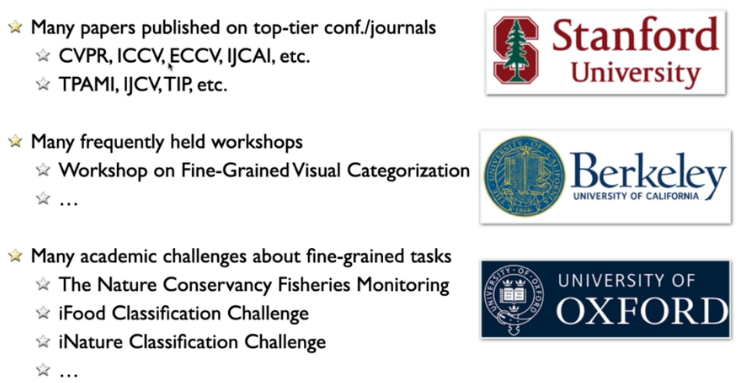 Many papers published on top-tier conf./journals
CVPR, ICCV, ECCV, IJCAI, etc.
TPAMI, IJCV, TIP, etc.
Many frequently held workshops
Workshop on Fine-Grained Visual Categorization
...
Many academic challenges about fine-grained tasks
The Nature Conservancy Fisheries Monitoring
iFood Classification Challenge
iNature Classification Challenge
...
S
Stanford
University
Berkeley
UNIVERSITY OF CALIFORNIA
UNIVERSITY OF
OXFORD